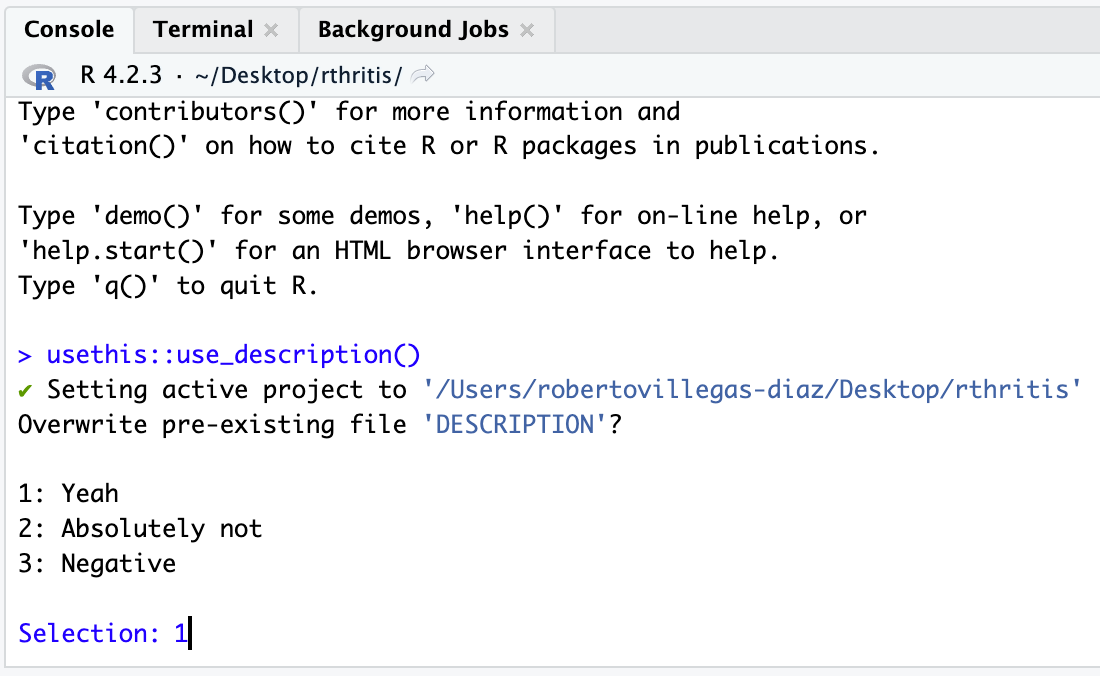 Console Terminal Background Jobs
R R 4.2.3 · ~/Desktop/rthritis/
Type 'contributors()' for more information and
'citation()' on how to cite R or R packages in publications.
Type 'demo()' for some demos, 'help()' for on-line help, or
'help.start()' for an HTML browser interface to help.
Type 'q()' to quit R.
> usethis::use_description()
✔ Setting active project to '/Users/robertovillegas-diaz/Desktop/rthritis'
Overwrite pre-existing file 'DESCRIPTION'?
1: Yeah
2: Absolutely not
3: Negative
Selection: 1